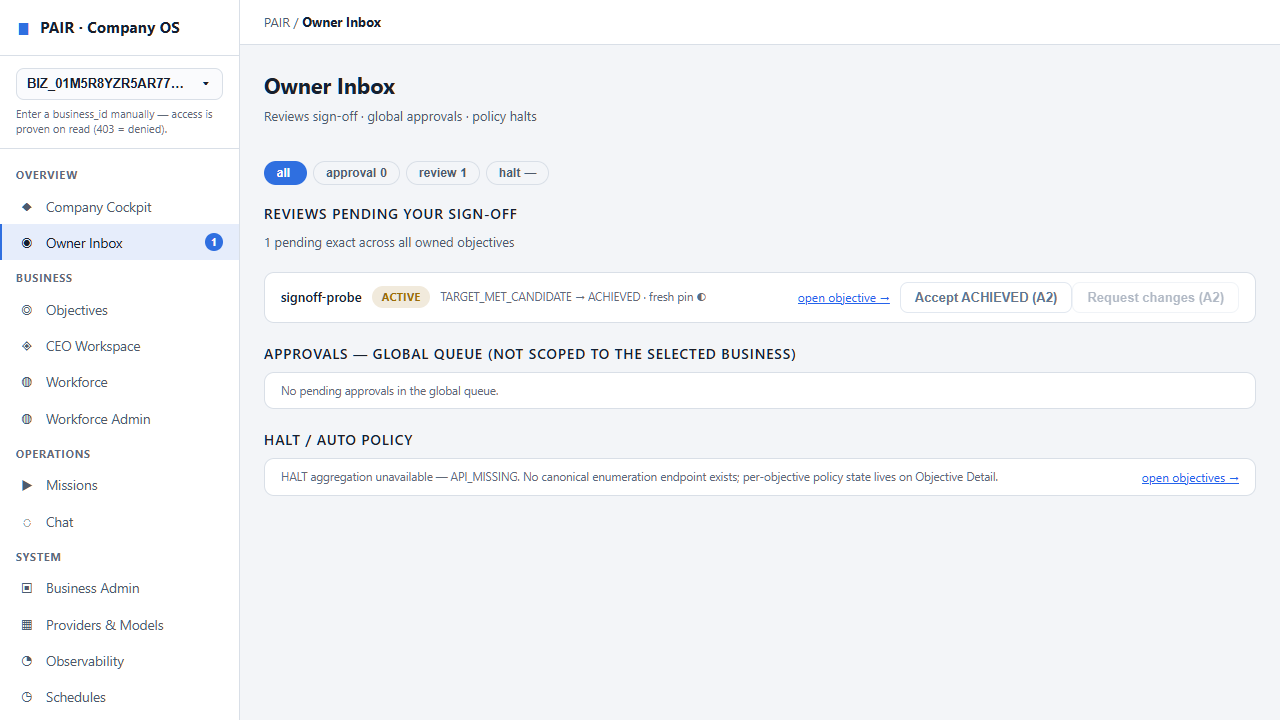 PAIR · Company OS
BIZ_01M5R8YZR5AR77...
Enter a business_id manually — access is
proven on read (403 = denied).
OVERVIEW
Company Cockpit
Owner Inbox
1
BUSINESS
Objectives
CEO Workspace
Workforce
Workforce Admin
OPERATIONS
Missions
Chat
SYSTEM
Business Admin
Providers & Models
Observability
Schedules
PAIR / Owner Inbox
Owner Inbox
Reviews sign-off · global approvals · policy halts
all
approval 0
review 1
halt —
REVIEWS PENDING YOUR SIGN-OFF
1 pending exact across all owned objectives
signoff-probe
ACTIVE
TARGET_MET_CANDIDATE → ACHIEVED · fresh pin ◐
open objective →
Accept ACHIEVED (A2)
Request changes (A2)
APPROVALS — GLOBAL QUEUE (NOT SCOPED TO THE SELECTED BUSINESS)
No pending approvals in the global queue.
HALT / AUTO POLICY
HALT aggregation unavailable — API_MISSING. No canonical enumeration endpoint exists; per-objective policy state lives on Objective Detail.
open objectives →